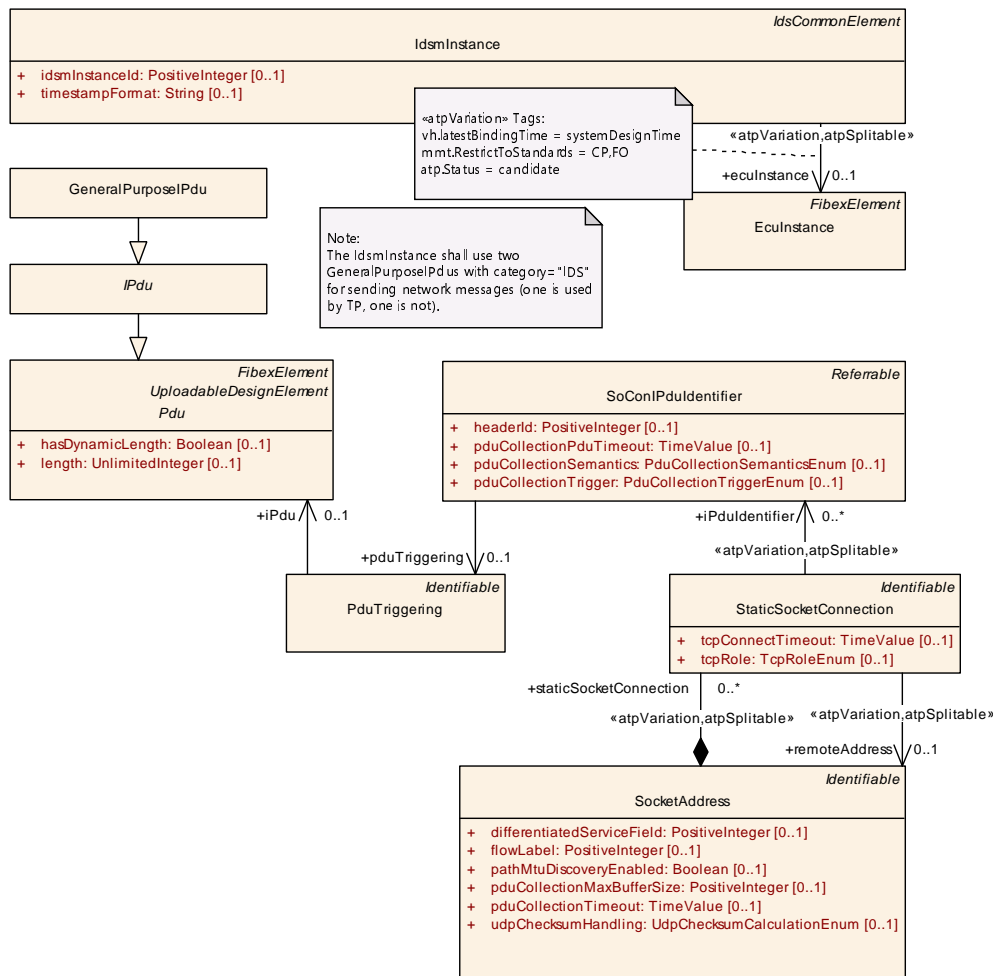 IdsCommonElement
IdsmInstance
+ idsmInstanceId: PositiveInteger [0..1]
+ timestampFormat: String [0..1]
«atpVariation» Tags:
vh.latestBindingTime = systemDesignTime
mmt.RestrictToStandards = CP,FO
atp.Status = candidate
«atpVariation,atpSplitable»
+ecuInstance
0..1
FibexElement
EcuInstance
GeneralPurposeIPdu
Note:
The IdsmInstance shall use two
GeneralPurposeIPdus with category="IDS"
for sending network messages (one is used
by TP, one is not).
IPdu
FibexElement
UploadableDesignElement
Pdu
+ hasDynamicLength: Boolean [0..1]
+ length: UnlimitedInteger [0..1]
Referrable
SoConIPduIdentifier
+ headerId: PositiveInteger [0..1]
+ pduCollectionPduTimeout: TimeValue [0..1]
+ pduCollectionSemantics: PduCollectionSemanticsEnum [0..1]
+ pduCollectionTrigger: PduCollectionTriggerEnum [0..1]
+iPdu
0..1
+iPduIdentifier
0..*
«atpVariation,atpSplitable»
+pduTriggering
0..1
Identifiable
PduTriggering
Identifiable
StaticSocketConnection
+ tcpConnectTimeout: TimeValue [0..1]
+ tcpRole: TcpRoleEnum [0..1]
+staticSocketConnection
0..*
«atpVariation,atpSplitable»
«atpVariation,atpSplitable»
+remoteAddress
0..1
Identifiable
SocketAddress
+ differentiatedServiceField: PositiveInteger [0..1]
+ flowLabel: PositiveInteger [0..1]
+ pathMtuDiscoveryEnabled: Boolean [0..1]
+ pduCollectionMaxBufferSize: PositiveInteger [0..1]
+ pduCollectionTimeout: TimeValue [0..1]
+ udpChecksumHandling: UdpChecksumCalculationEnum [0..1]